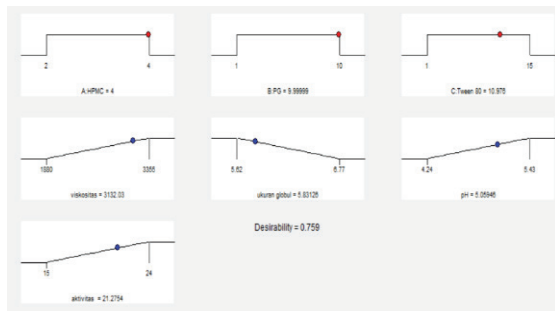 2 4
A:HPMC = 4
1 10
B:PG = 9.99999
1 15
C:Tween 80 = 10.976
1880 3355
viskositas = 3132.03
5.52 6.77
ukuran globul = 5.83126
4.24 5.43
pH = 5.05946
Desirability = 0.759
15 24
aktivitas = 21.2754